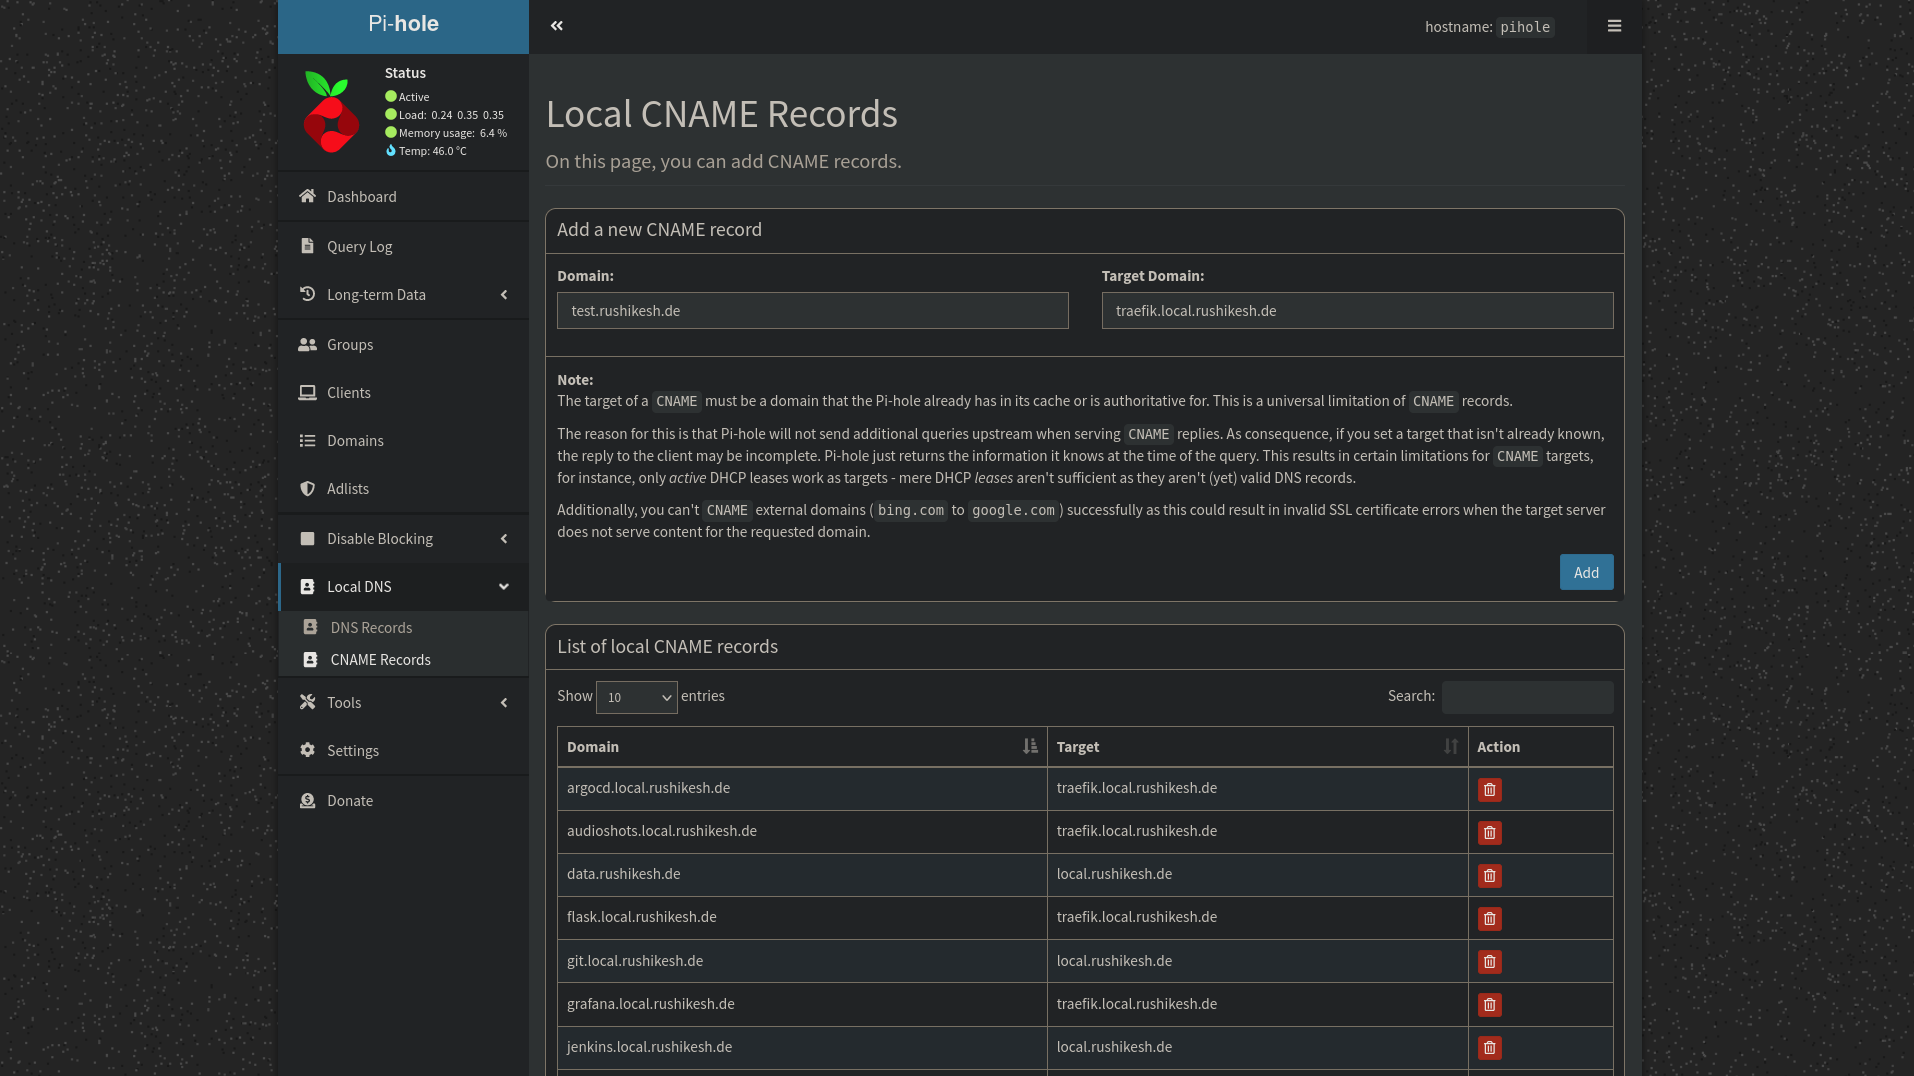 Pi-hole
hostname: pihole
Status
Active
Load: 0.24 0.35 0.35
Memory usage: 6.4 %
Temp: 46.0 °C
Dashboard
Query Log
Long-term Data
Groups
Clients
Domains
Adlists
Disable Blocking
Local DNS
DNS Records
CNAME Records
Tools
Settings
Donate
Local CNAME Records
On this page, you can add CNAME records.
Add a new CNAME record
Domain:
Target Domain:
test.rushikesh.de
traefik.local.rushikesh.de
Note:
The target of a CNAME must be a domain that the Pi-hole already has in its cache or is authoritative for. This is a universal limitation of CNAME records.
The reason for this is that Pi-hole will not send additional queries upstream when serving CNAME replies. As consequence, if you set a target that isn't already known,
the reply to the client may be incomplete. Pi-hole just returns the information it knows at the time of the query. This results in certain limitations for CNAME targets,
for instance, only active DHCP leases work as targets - mere DHCP leases aren't sufficient as they aren't (yet) valid DNS records.
Additionally, you can't CNAME external domains (bing.com to google.com) successfully as this could result in invalid SSL certificate errors when the target server
does not serve content for the requested domain.
Add
List of local CNAME records
Show 10 entries
Search:
Domain Target Action
argocd.local.rushikesh.de traefik.local.rushikesh.de
audioshots.local.rushikesh.de traefik.local.rushikesh.de
data.rushikesh.de local.rushikesh.de
flask.local.rushikesh.de traefik.local.rushikesh.de
git.local.rushikesh.de local.rushikesh.de
grafana.local.rushikesh.de traefik.local.rushikesh.de
jenkins.local.rushikesh.de local.rushikesh.de